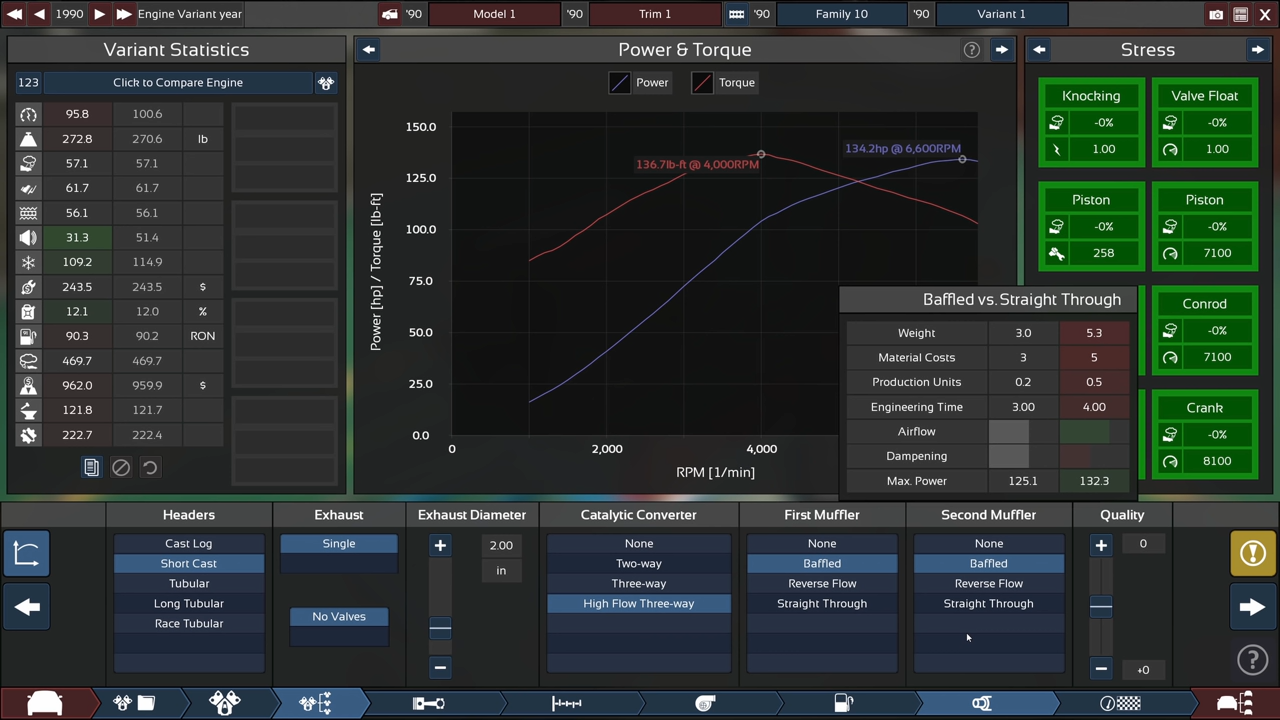 1990 Engine Variant year '90 Model 1 '90 Trim 1 '90 Family 10 '90 Variant 1
Variant Statistics
123 Click to Compare Engine
95.8 100.6
272.8 270.6 lb
57.1 57.1
61.7 61.7
56.1 56.1
31.3 51.4
109.2 114.9
243.5 243.5 $
12.1 12.0 %
90.3 90.2 RON
469.7 469.7
962.0 959.9 $
121.8 121.7
222.7 222.4
Power & Torque
?
Power Torque
150.0
125.0
100.0
75.0
50.0
25.0
0.0
Power [hp] / Torque [lb-ft]
136.7lb-ft @ 4,000RPM
134.2hp @ 6,600RPM
0 2,000 4,000
RPM [1/min]
Stress
Knocking Valve Float
-0% -0%
1.00 1.00
Piston Piston
-0% -0%
258 7100
Conrod
-0%
7100
Crank
-0%
8100
Baffled vs. Straight Through
Weight 3.0 5.3
Material Costs 3 5
Production Units 0.2 0.5
Engineering Time 3.00 4.00
Airflow
Dampening
Max. Power 125.1 132.3
Headers
Cast Log
Short Cast
Tubular
Long Tubular
Race Tubular
Exhaust
Single
No Valves
Exhaust Diameter
+ 2.00
in
−
Catalytic Converter
None
Two-way
Three-way
High Flow Three-way
First Muffler
None
Baffled
Reverse Flow
Straight Through
Second Muffler
None
Baffled
Reverse Flow
Straight Through
Quality
+ 0
− +0
!
?